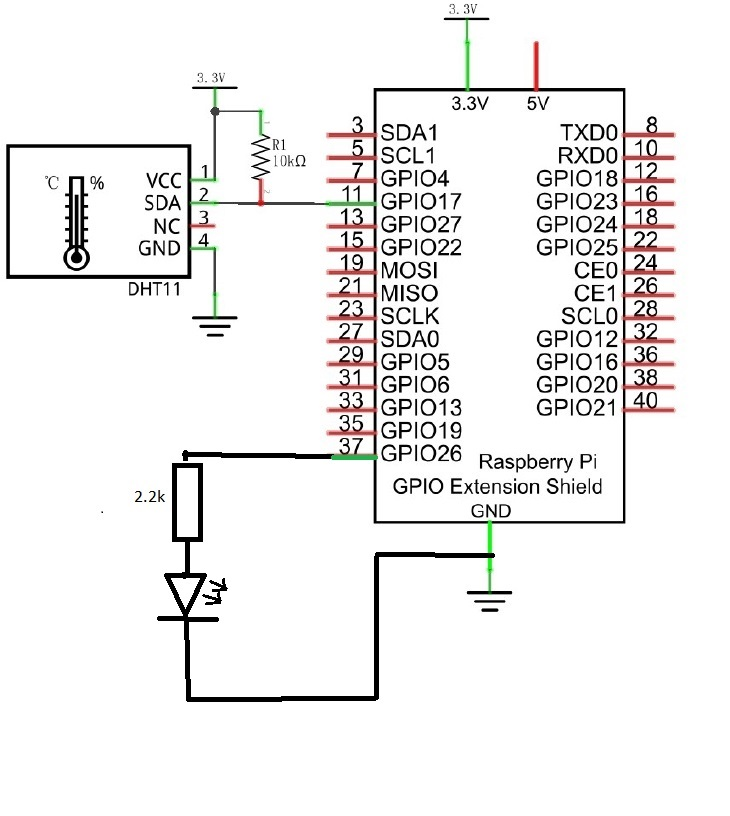 3.3V
3.3V
3.3V 5V
R1
10kΩ
1
2
℃ %
VCC 1
SDA 2
NC 3
GND 4
DHT11
3 SDA1 TXD0 8
5 SCL1 RXD0 10
7 GPIO4 GPIO18 12
11 GPIO17 GPIO23 16
13 GPIO27 GPIO24 18
15 GPIO22 GPIO25 22
19 MOSI CE0 24
21 MISO CE1 26
23 SCLK SCL0 28
27 SDA0 GPIO12 32
29 GPIO5 GPIO16 36
31 GPIO6 GPIO20 38
33 GPIO13 GPIO21 40
35 GPIO19
37 GPIO26
Raspberry Pi
GPIO Extension Shield
GND
2.2k